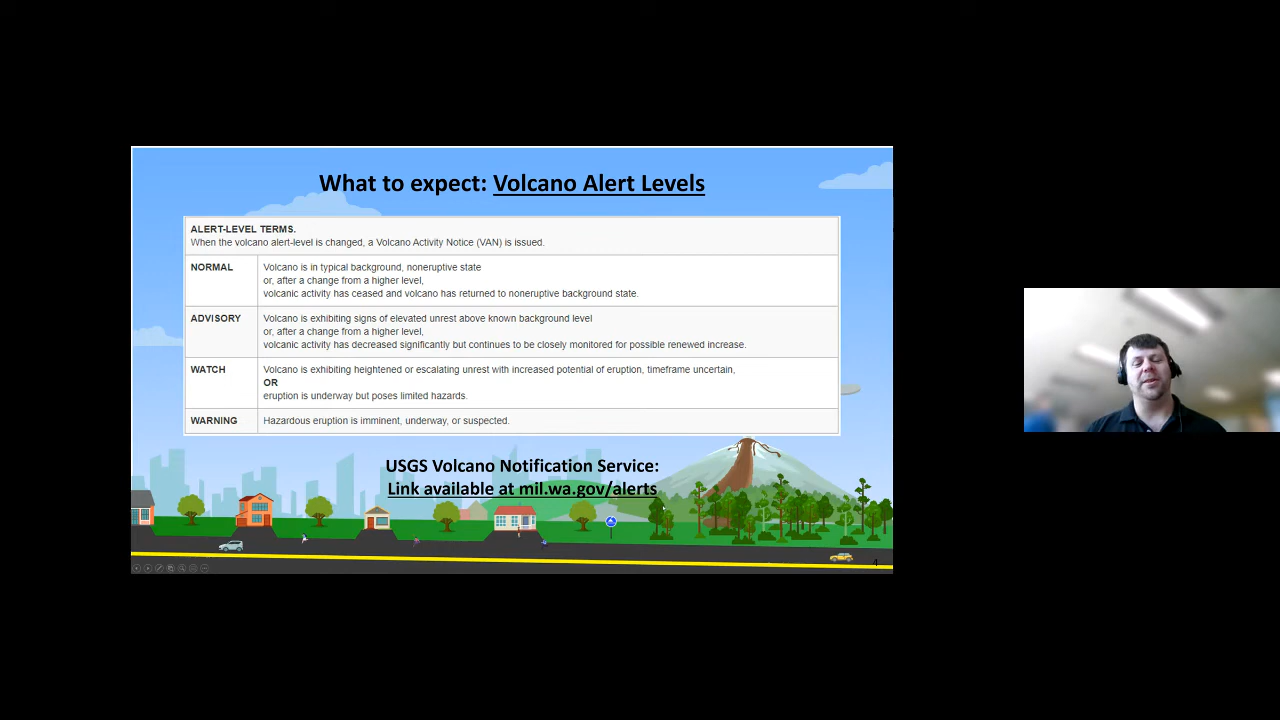 What to expect: Volcano Alert Levels
ALERT-LEVEL TERMS.
When the volcano alert-level is changed, a Volcano Activity Notice (VAN) is issued.
NORMAL
Volcano is in typical background, noneruptive state
or, after a change from a higher level,
volcanic activity has ceased and volcano has returned to noneruptive background state.
ADVISORY
Volcano is exhibiting signs of elevated unrest above known background level
or, after a change from a higher level,
volcanic activity has decreased significantly but continues to be closely monitored for possible renewed increase.
WATCH
Volcano is exhibiting heightened or escalating unrest with increased potential of eruption, timeframe uncertain,
OR
eruption is underway but poses limited hazards.
WARNING
Hazardous eruption is imminent, underway, or suspected.
USGS Volcano Notification Service:
Link available at mil.wa.gov/alerts
4